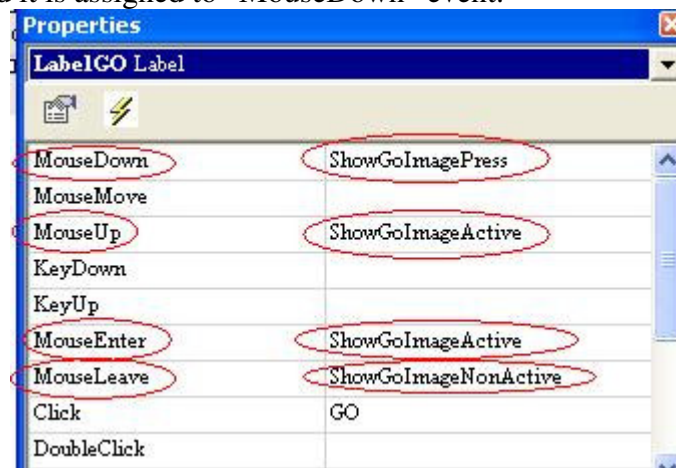 d it is assigned to "MouseDown" event.
Properties
LabelGO Label
MouseDown ShowGoImagePress
MouseMove
MouseUp ShowGoImageActive
KeyDown
KeyUp
MouseEnter ShowGoImageActive
MouseLeave ShowGoImageNonActive
Click GO
DoubleClick